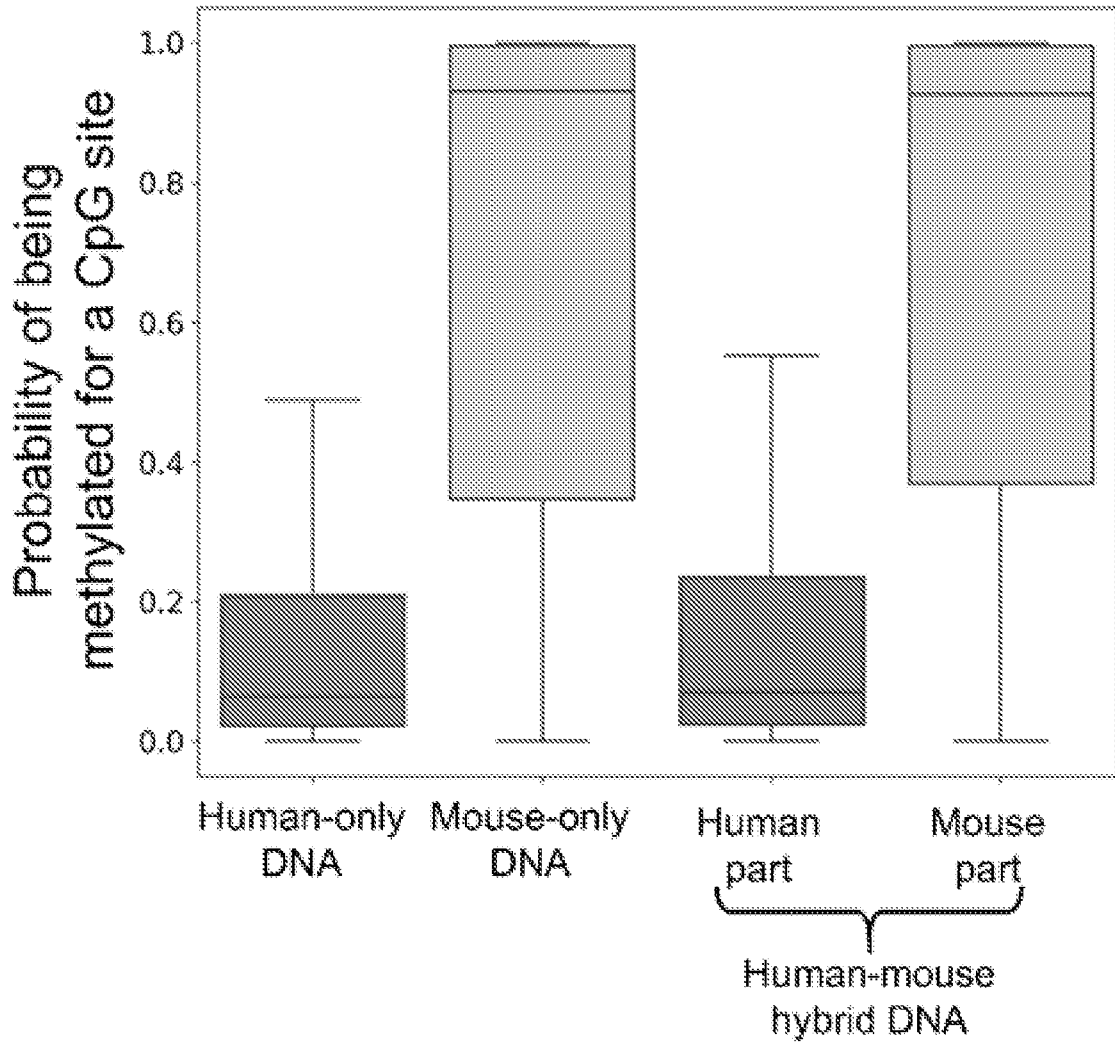 Probability of being
methylated for a CpG site
1.0
0.8
0.6
0.4
0.2
0.0
Human-only
DNA
Mouse-only
DNA
Human
part
Mouse
part
Human-mouse
hybrid DNA